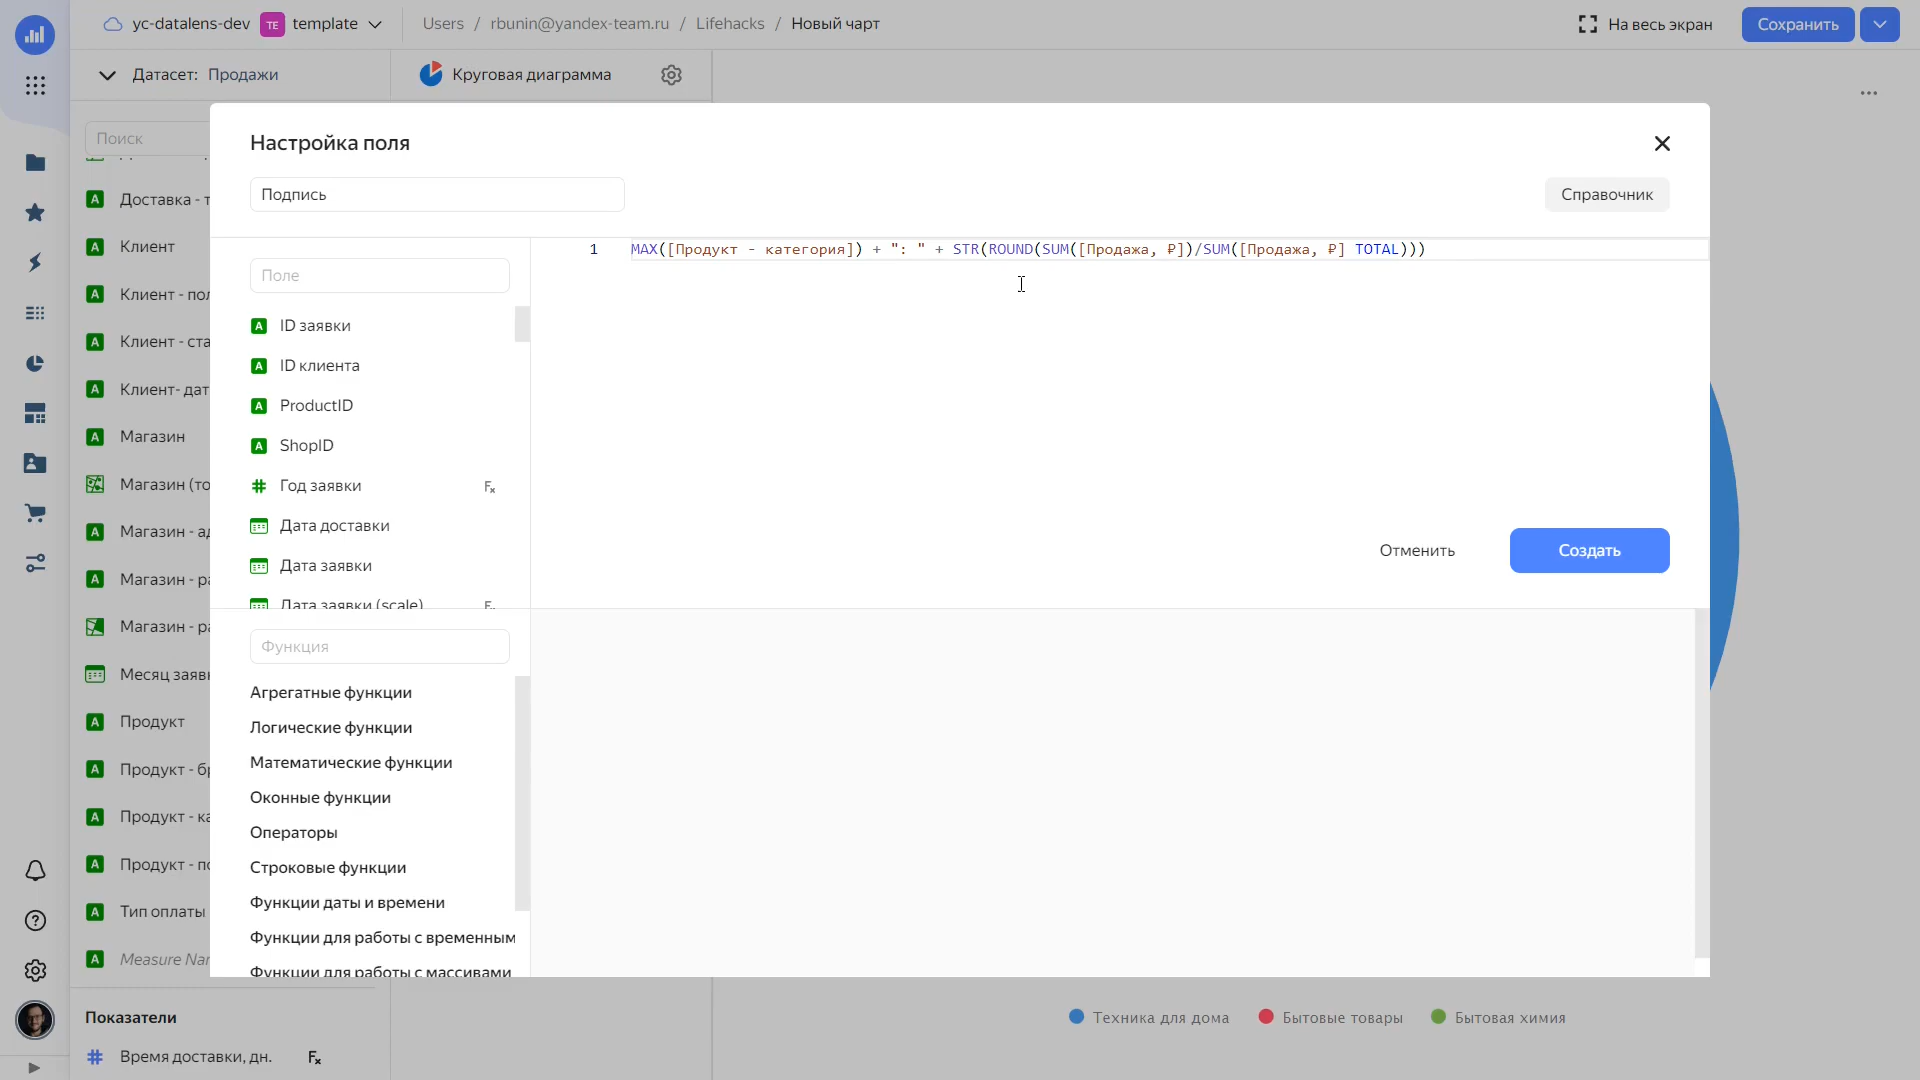 yc-datalens-dev TE template
Users / rbunin@yandex-team.ru / Lifehacks / Новый чарт
На весь экран
Сохранить
Датасет: Продажи
Круговая диаграмма
Поиск
Доставка - т
Клиент
Клиент - пол
Клиент - ста
Клиент- дат
Магазин
Магазин (то
Магазин - ад
Магазин - ра
Магазин - ра
Месяц заяв
Продукт
Продукт - бр
Продукт - ка
Продукт - по
Тип оплаты
Measure Nar
Показатели
Время доставки, дн.
Настройка поля
Подпись
Справочник
Поле
ID заявки
ID клиента
ProductID
ShopID
Год заявки
Дата доставки
Дата заявки
Дата заявки (scale)
1 MAX([Продукт - категория]) + ": " + STR(ROUND(SUM([Продажа, ₽])/SUM([Продажа, ₽] TOTAL)))
Отменить
Создать
Функция
Агрегатные функции
Логические функции
Математические функции
Оконные функции
Операторы
Строковые функции
Функции даты и времени
Функции для работы с временным
Функции для работы с массивами
Техника для дома
Бытовые товары
Бытовая химия